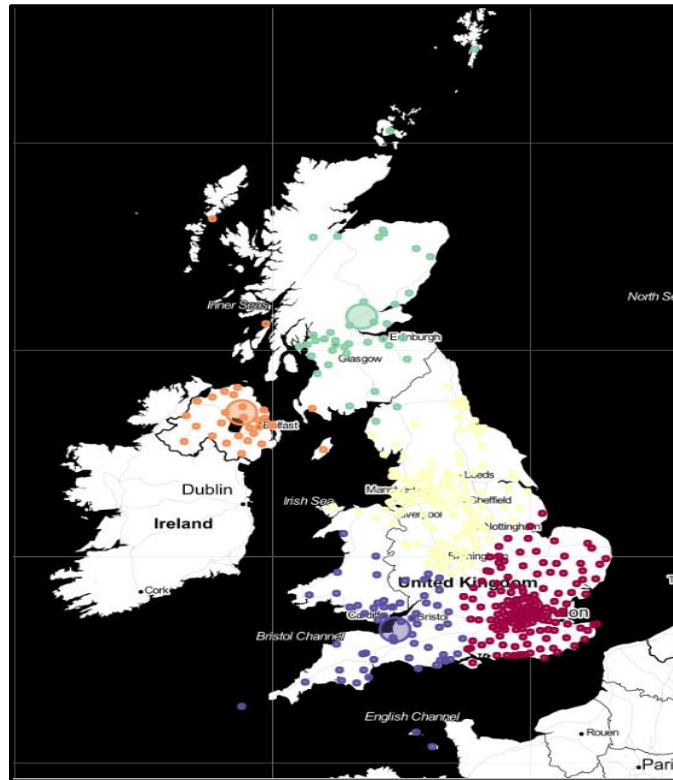 North Se
Inner Seas
Edinburgh
Glasgow
Belfast
Leeds
Dublin
Irish Sea
Sheffield
Ireland
Nottingham
United Kingdom
Cork
Bristol
Bristol Channel
English Channel
Rouen
Pari